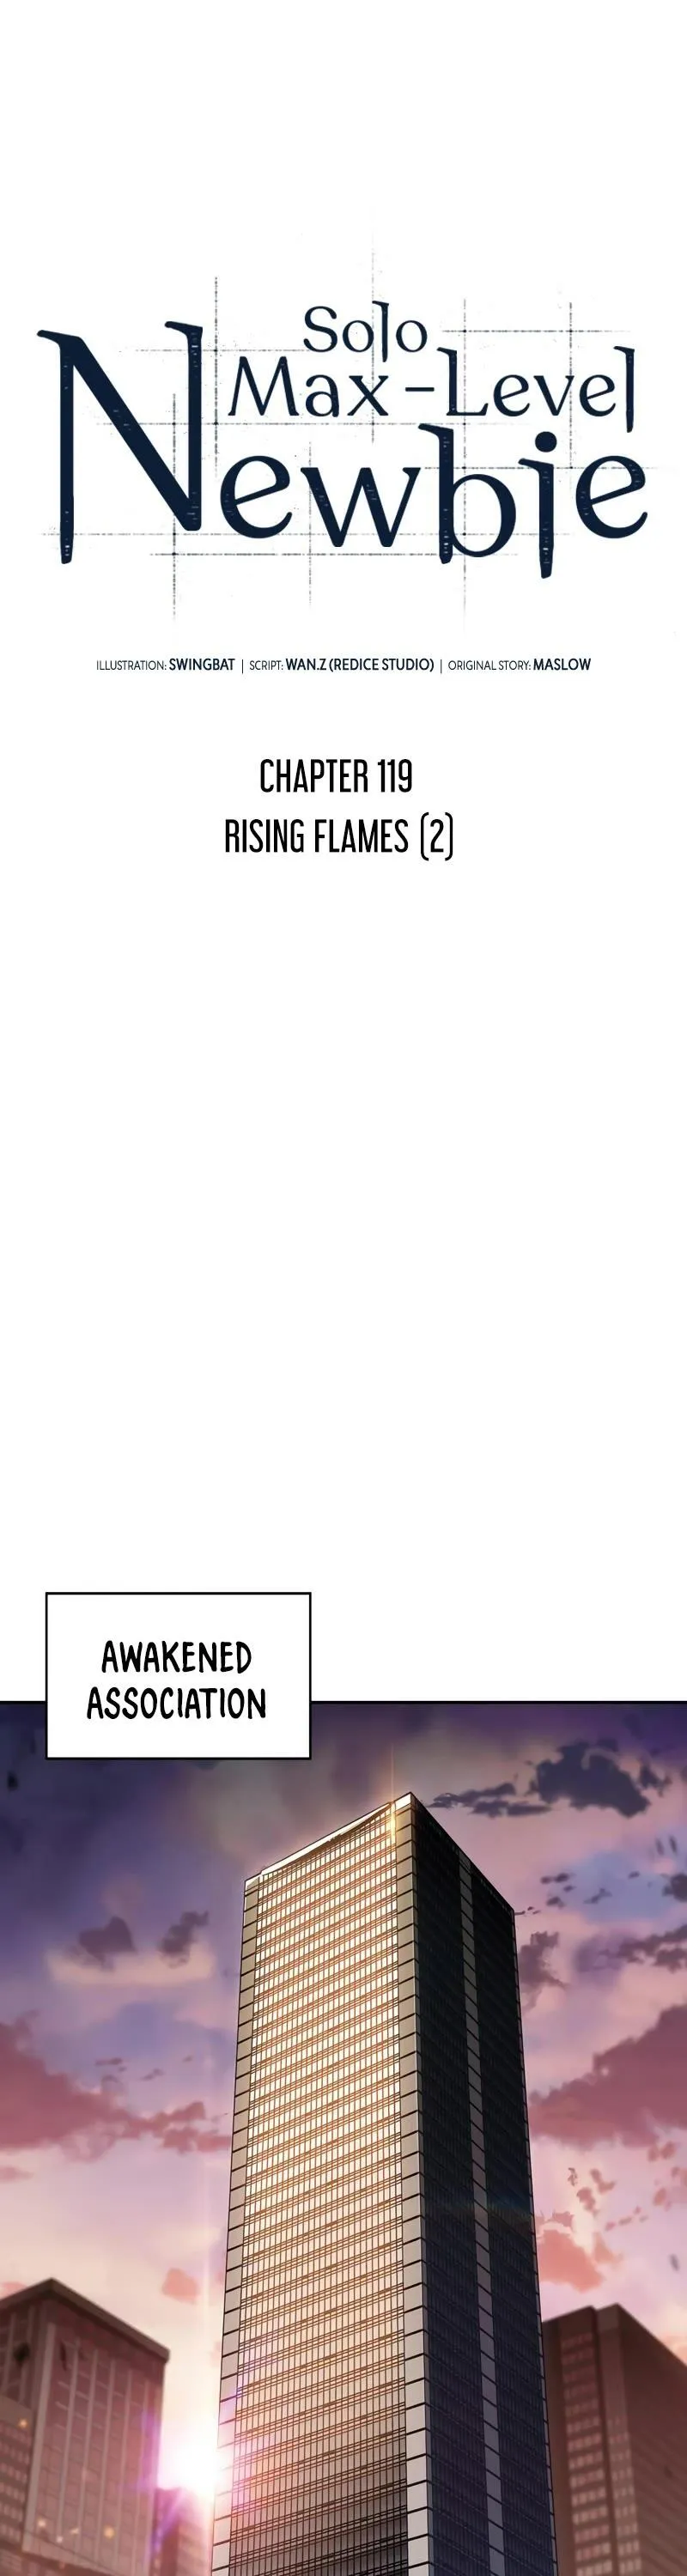 Solo
Max-Level
Newbie
ILLUSTRATION: SWINGBAT | SCRIPT: WAN.Z (REDICE STUDIO) | ORIGINAL STORY: MASLOW
CHAPTER 119
RISING FLAMES (2)
AWAKENED
ASSOCIATION